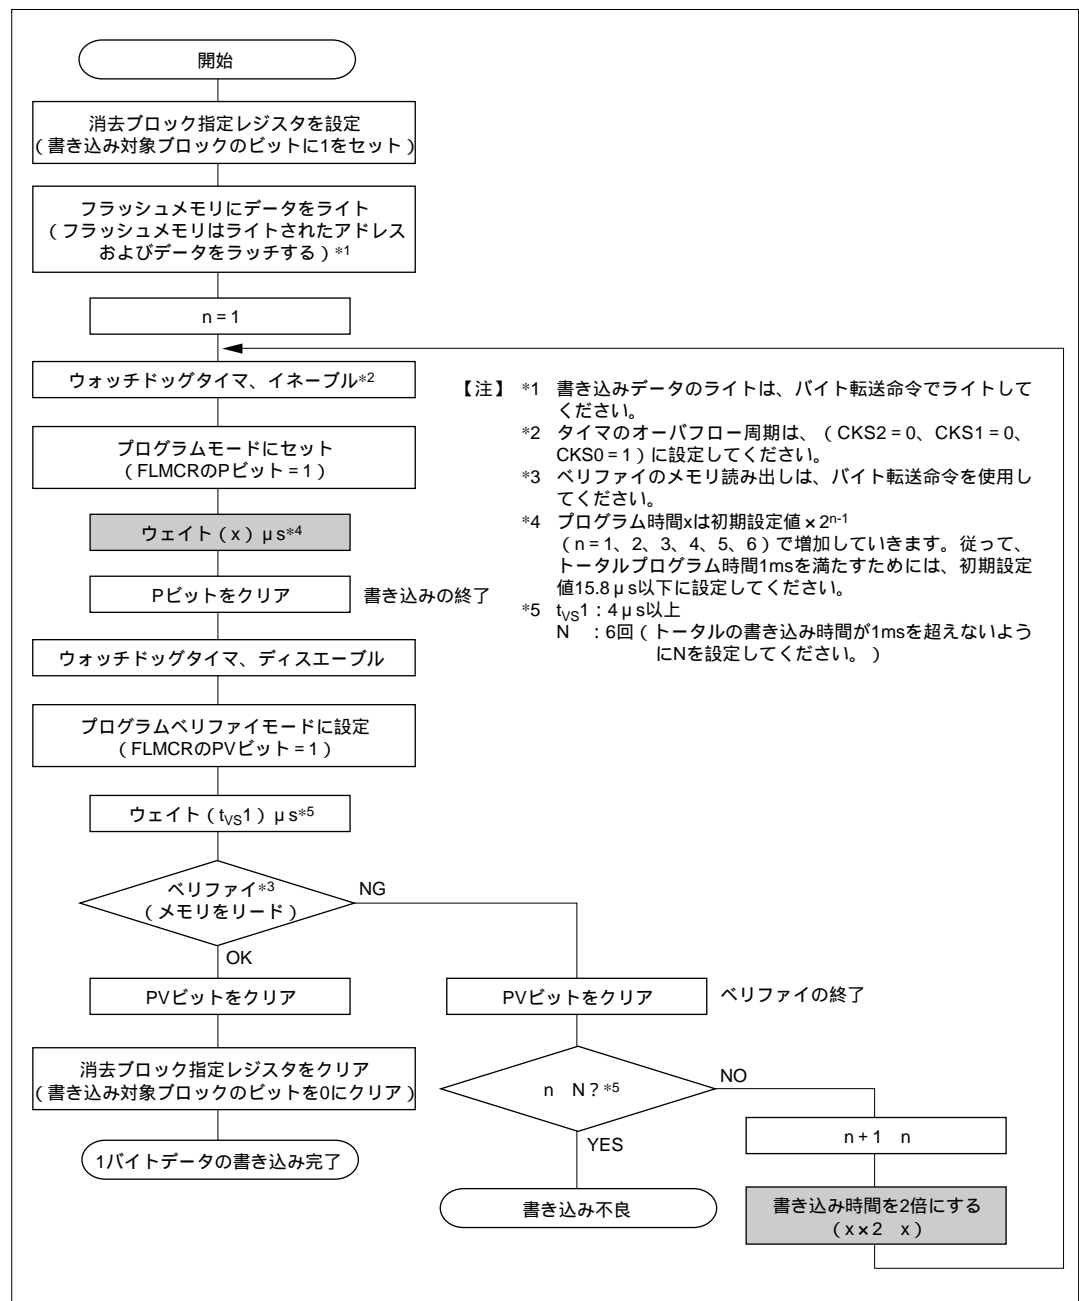 開始
消去ブロック指定レジスタを設定
（書き込み対象ブロックのビットに1をセット）
フラッシュメモリにデータをライト
（フラッシュメモリはライトされたアドレス
およびデータをラッチする）*1
n = 1
ウォッチドッグタイマ、イネーブル*2
プログラムモードにセット
（FLMCRのPビット = 1）
ウェイト（x）μs*4
Pビットをクリア 書き込みの終了
ウォッチドッグタイマ、ディスエーブル
プログラムベリファイモードに設定
（FLMCRのPVビット = 1）
ウェイト（tVS1）μs*5
ベリファイ*3
（メモリをリード）
NG
OK
PVビットをクリア
消去ブロック指定レジスタをクリア
（書き込み対象ブロックのビットを0にクリア）
1バイトデータの書き込み完了
PVビットをクリア ベリファイの終了
n N？*5
NO
YES
書き込み不良
n + 1 n
書き込み時間を2倍にする
（x×2 x）
【注】 *1 書き込みデータのライトは、バイト転送命令でライトして
ください。
*2 タイマのオーバフロー周期は、（CKS2 = 0、CKS1 = 0、
CKS0 = 1）に設定してください。
*3 ベリファイのメモリ読み出しは、バイト転送命令を使用し
てください。
*4 プログラム時間xは初期設定値×2n-1
（n = 1、2、3、4、5、6）で増加していきます。従って、
トータルプログラム時間1msを満たすためには、初期設定
値15.8μs以下に設定してください。
*5 tVS1：4μs以上
N ：6回（トータルの書き込み時間が1msを超えないよう
にNを設定してください。）